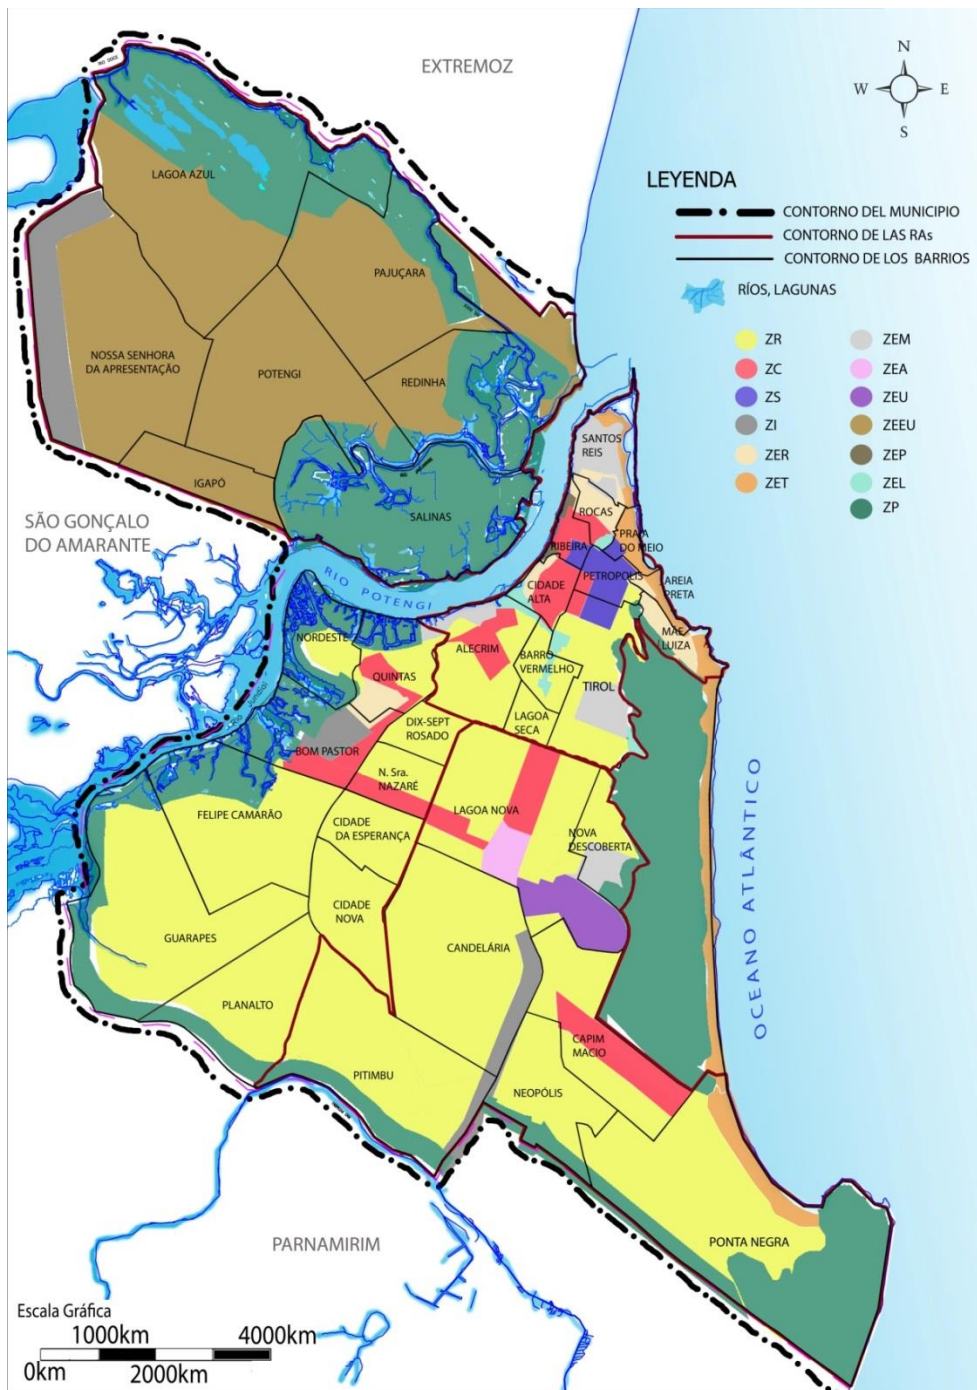 EXTREMOZ
N
W
E
S
RIO DOCE
LAGOA AZUL
LEYENDA
CONTORNO DEL MUNICIPIO
CONTORNO DE LAS RAs
CONTORNO DE LOS BARRIOS
RÍOS, LAGUNAS
ZR
ZC
ZS
ZI
ZER
ZET
ZEM
ZEA
ZEU
ZEEU
ZEP
ZEL
ZP
PAJUÇARA
NOSSA SENHORA
DA APRESENTAÇÃO
POTENGI
REDINHA
IGAPÓ
SALINAS
SANTOS
REIS
ROCAS
SÃO GONÇALO
DO AMARANTE
RIO
POTENGI
RIBEIRA
PRAIA
DO MEIO
PETROPOLIS
CIDADE
ALTA
AREIA
PRETA
MÃE
LUIZA
NORDESTE
ALECRIM
BARRO
VERMELHO
QUINTAS
TIROL
Rio Jundiaí
DIX-SEPT
ROSADO
LAGOA
SECA
BOM PASTOR
N. Sra.
NAZARÉ
FELIPE CAMARÃO
LAGOA NOVA
CIDADE
DA ESPERANÇA
NOVA
DESCOBERTA
OCEANO ATLÂNTICO
CIDADE
NOVA
GUARAPES
CANDELÁRIA
PLANALTO
CAPIM
MACIO
PITIMBU
NEOPÓLIS
PARNAMIRIM
PONTA NEGRA
Escala Gráfica
1000km
4000km
0km
2000km